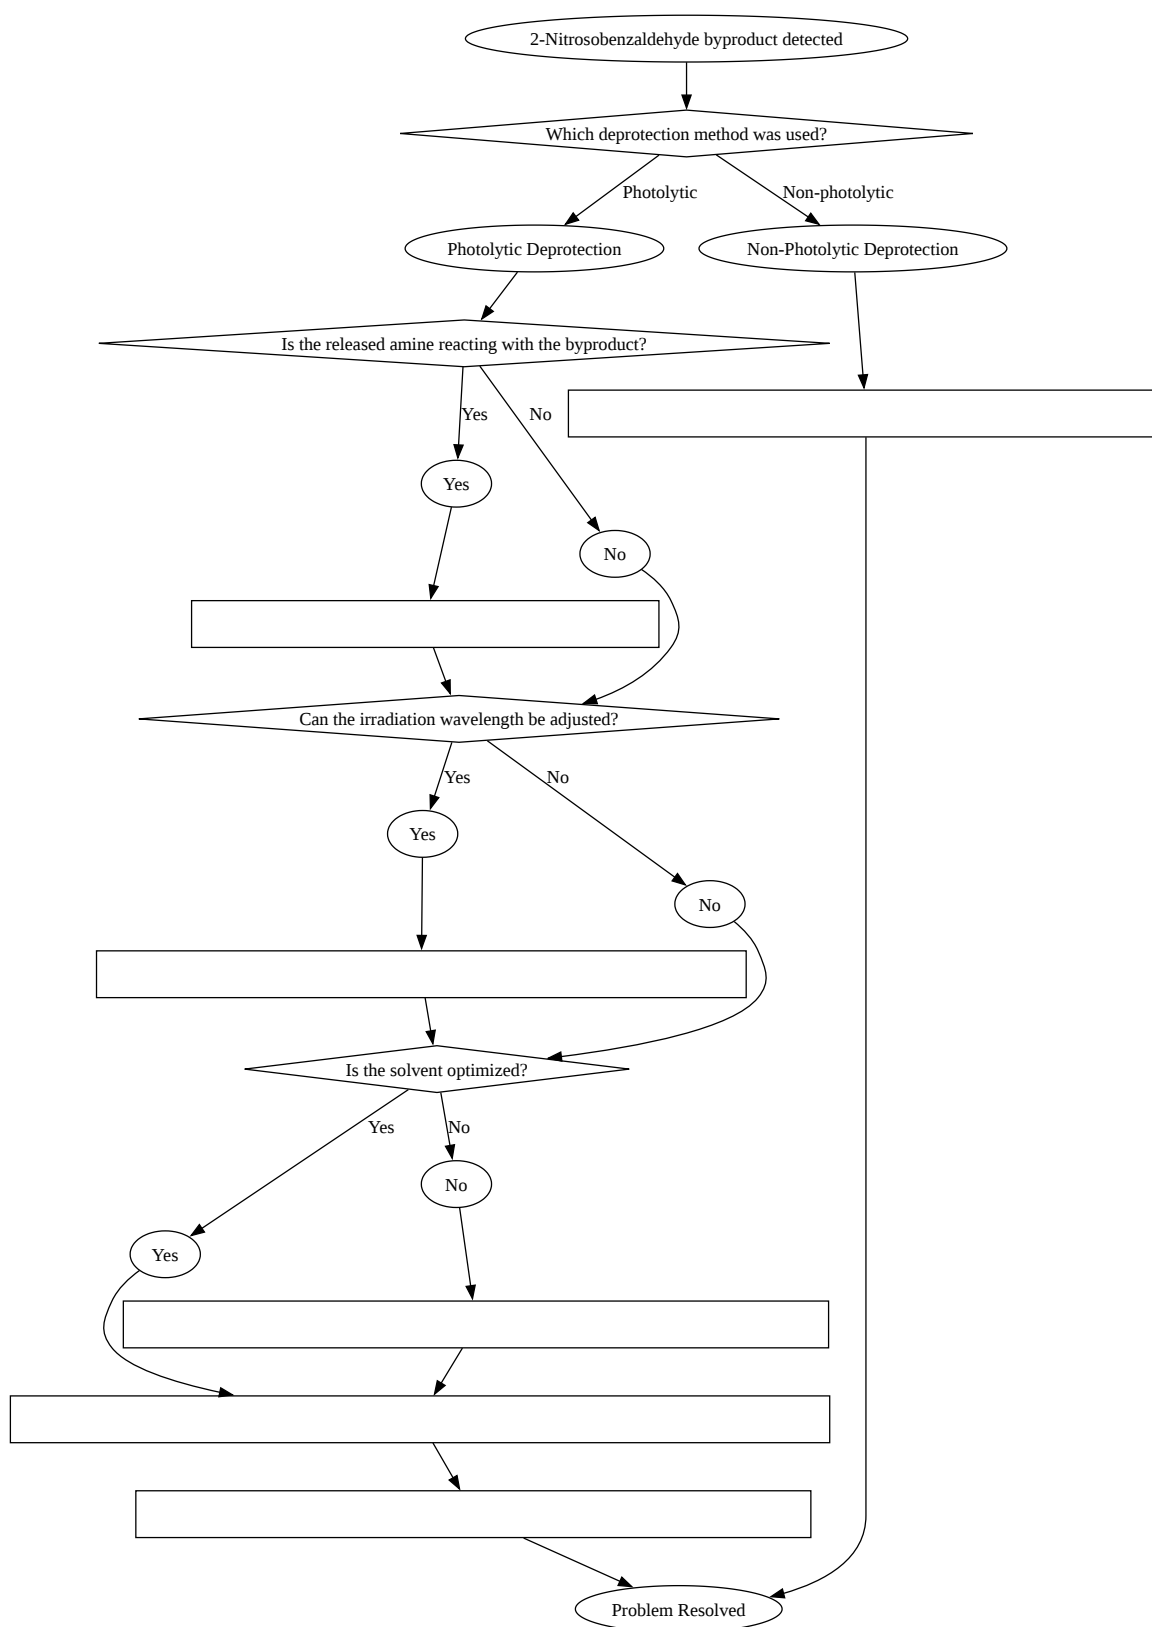 2-Nitrosobenzaldehyde byproduct detected
Which deprotection method was used?
Photolytic
Non-photolytic
Photolytic Deprotection
Non-Photolytic Deprotection
Is the released amine reacting with the byproduct?
Yes
No
Yes
No
Can the irradiation wavelength be adjusted?
Yes
No
Yes
No
Is the solvent optimized?
Yes
No
No
Yes
Problem Resolved